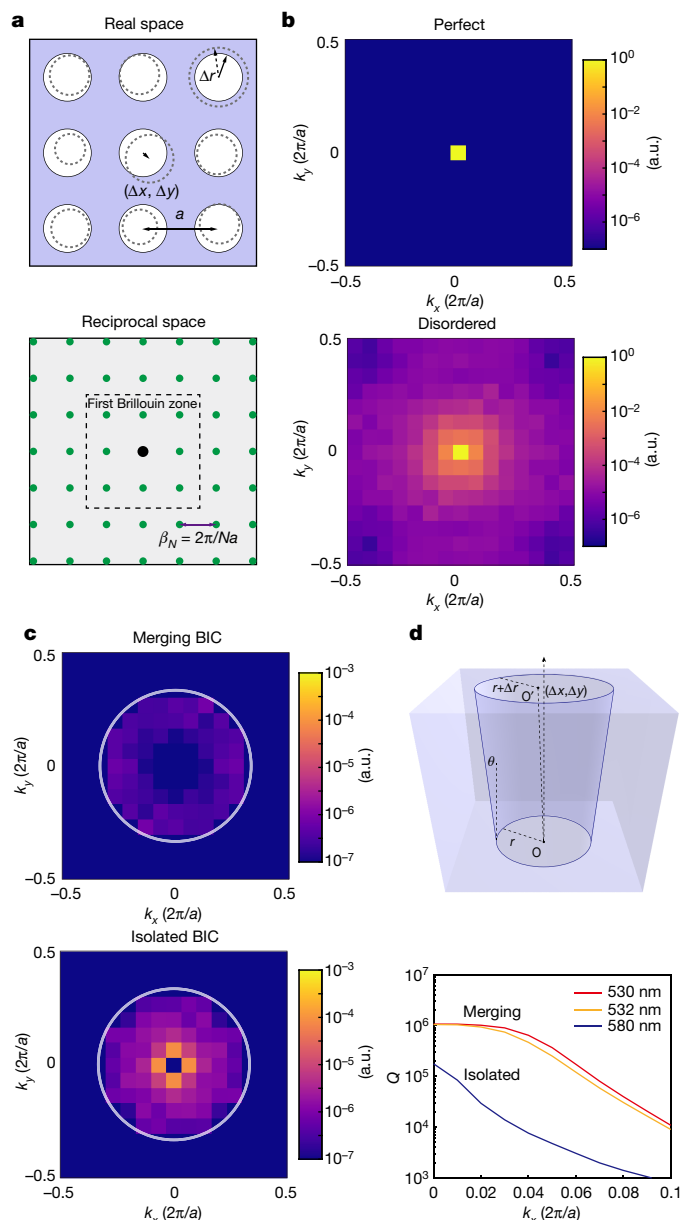 a
Real space
Δr
(Δx, Δy)
a
Reciprocal space
First Brillouin zone
β_N = 2π/Na
b
Perfect
0.5
0
−0.5
k_y (2π/a)
−0.5
0
0.5
k_x (2π/a)
10^0
10^−2
10^−4
10^−6
(a.u.)
Disordered
0.5
0
−0.5
k_y (2π/a)
−0.5
0
0.5
k_x (2π/a)
10^0
10^−2
10^−4
10^−6
(a.u.)
c
Merging BIC
0.5
0
−0.5
k_y (2π/a)
−0.5
0
0.5
k_x (2π/a)
10^−3
10^−4
10^−5
10^−6
10^−7
(a.u.)
Isolated BIC
0.5
0
−0.5
k_y (2π/a)
−0.5
0
0.5
k_x (2π/a)
10^−3
10^−4
10^−5
10^−6
10^−7
(a.u.)
d
r+Δr
O′
(Δx,Δy)
θ
r
O
10^7
10^6
10^5
10^4
10^3
Q
Merging
Isolated
530 nm
532 nm
580 nm
0
0.02
0.04
0.06
0.08
0.1
k_x (2π/a)